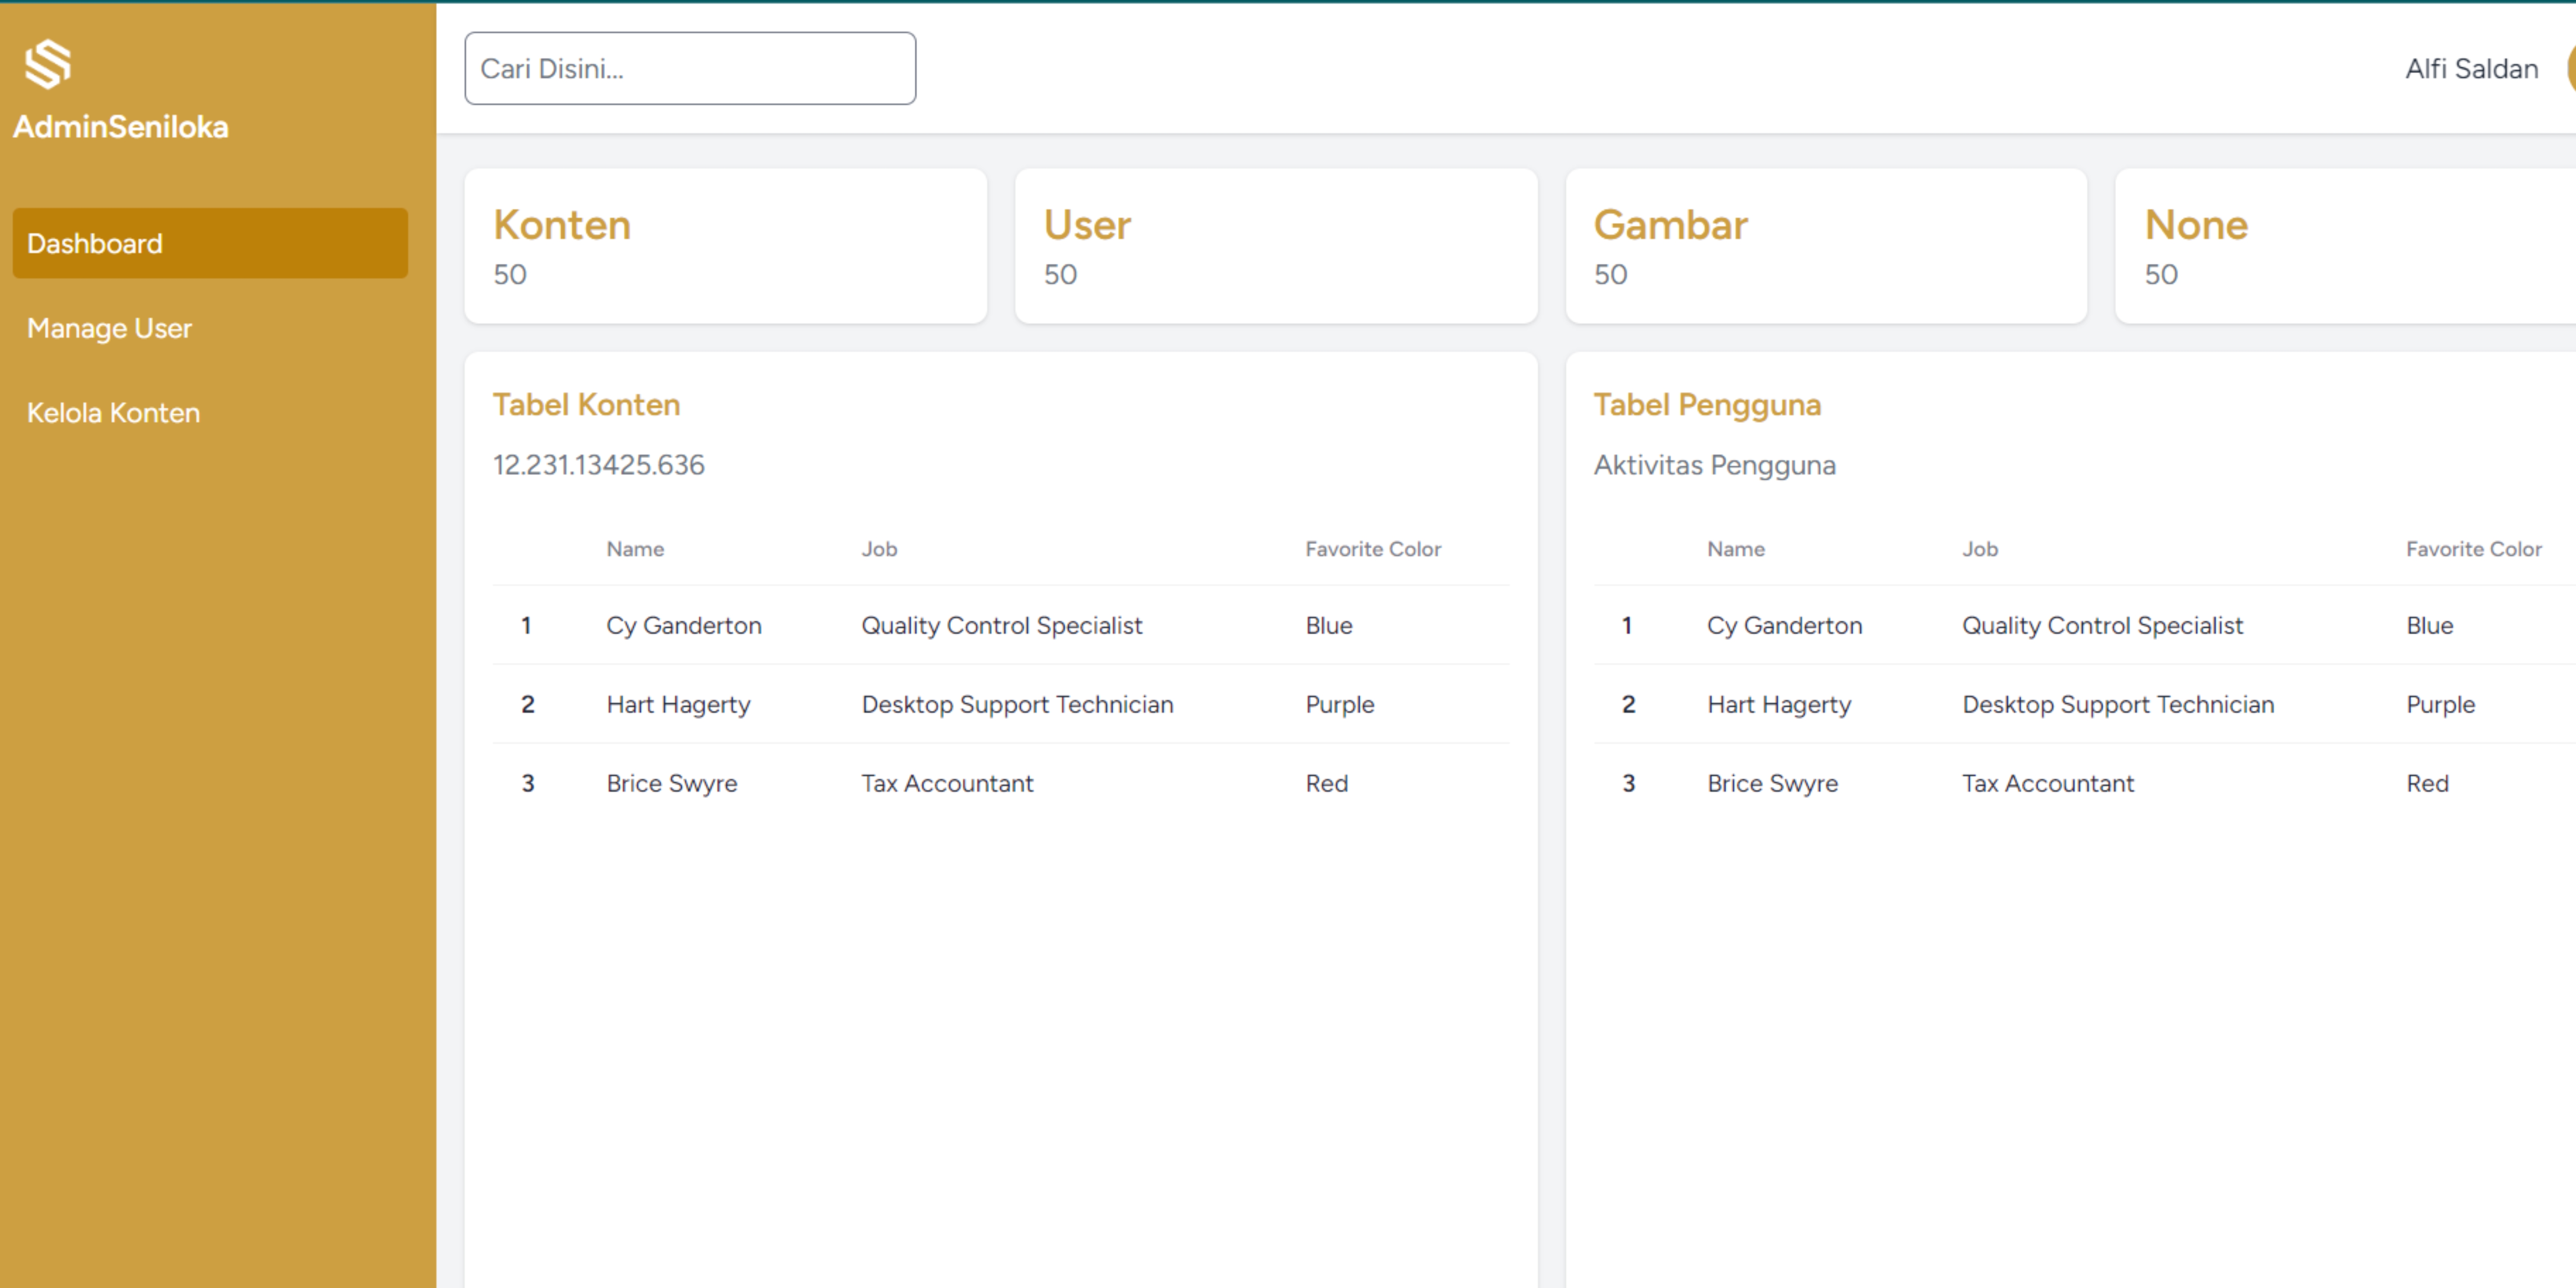 AdminSeniloka
Dashboard
Manage User
Kelola Konten
Cari Disini...
Alfi Saldan
Konten
50
User
50
Gambar
50
None
50
Tabel Konten
12.231.13425.636
Name Job Favorite Color
1 Cy Ganderton Quality Control Specialist Blue
2 Hart Hagerty Desktop Support Technician Purple
3 Brice Swyre Tax Accountant Red
Tabel Pengguna
Aktivitas Pengguna
Name Job Favorite Color
1 Cy Ganderton Quality Control Specialist Blue
2 Hart Hagerty Desktop Support Technician Purple
3 Brice Swyre Tax Accountant Red